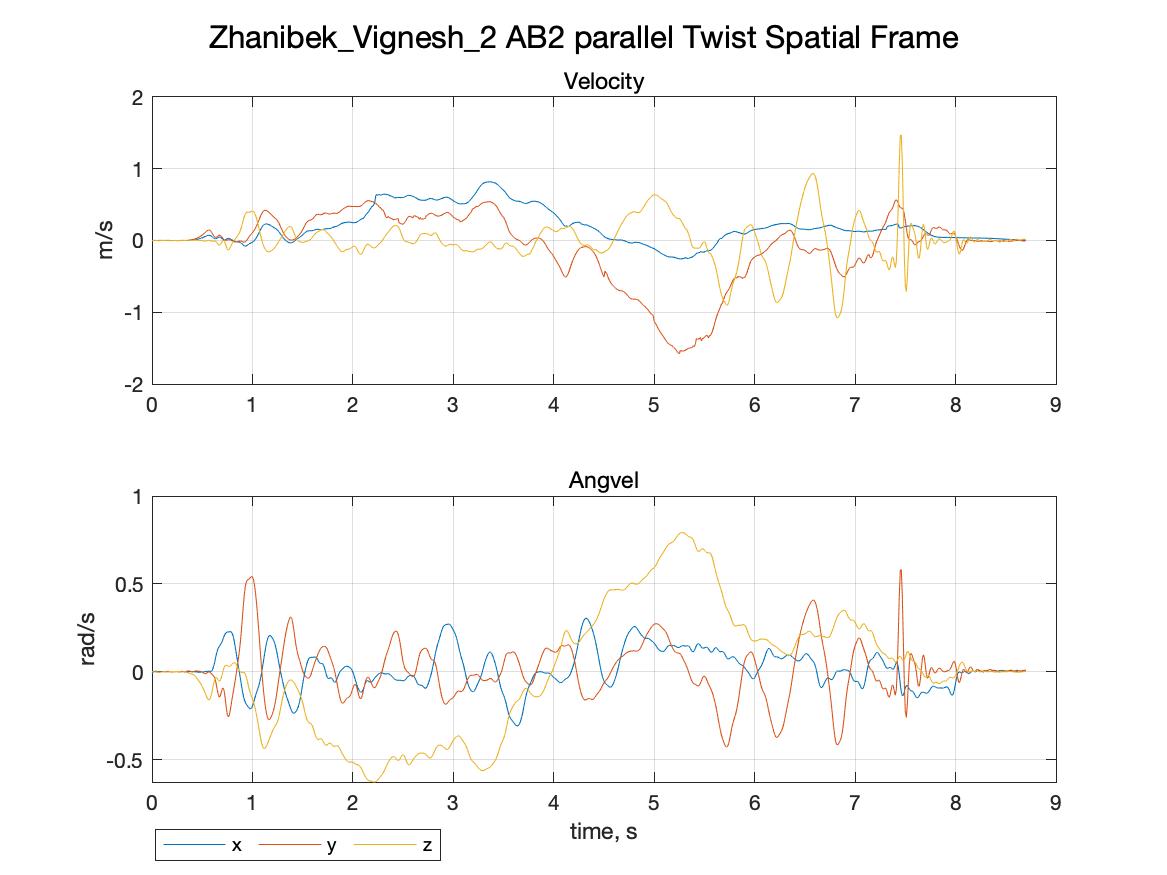 Zhanibek_Vignesh_2 AB2 parallel Twist Spatial Frame
Velocity
2
1
0
-1
-2
m/s
0 1 2 3 4 5 6 7 8 9
Angvel
1
0.5
0
-0.5
rad/s
0 1 2 3 4 5 6 7 8 9
time, s
x y z